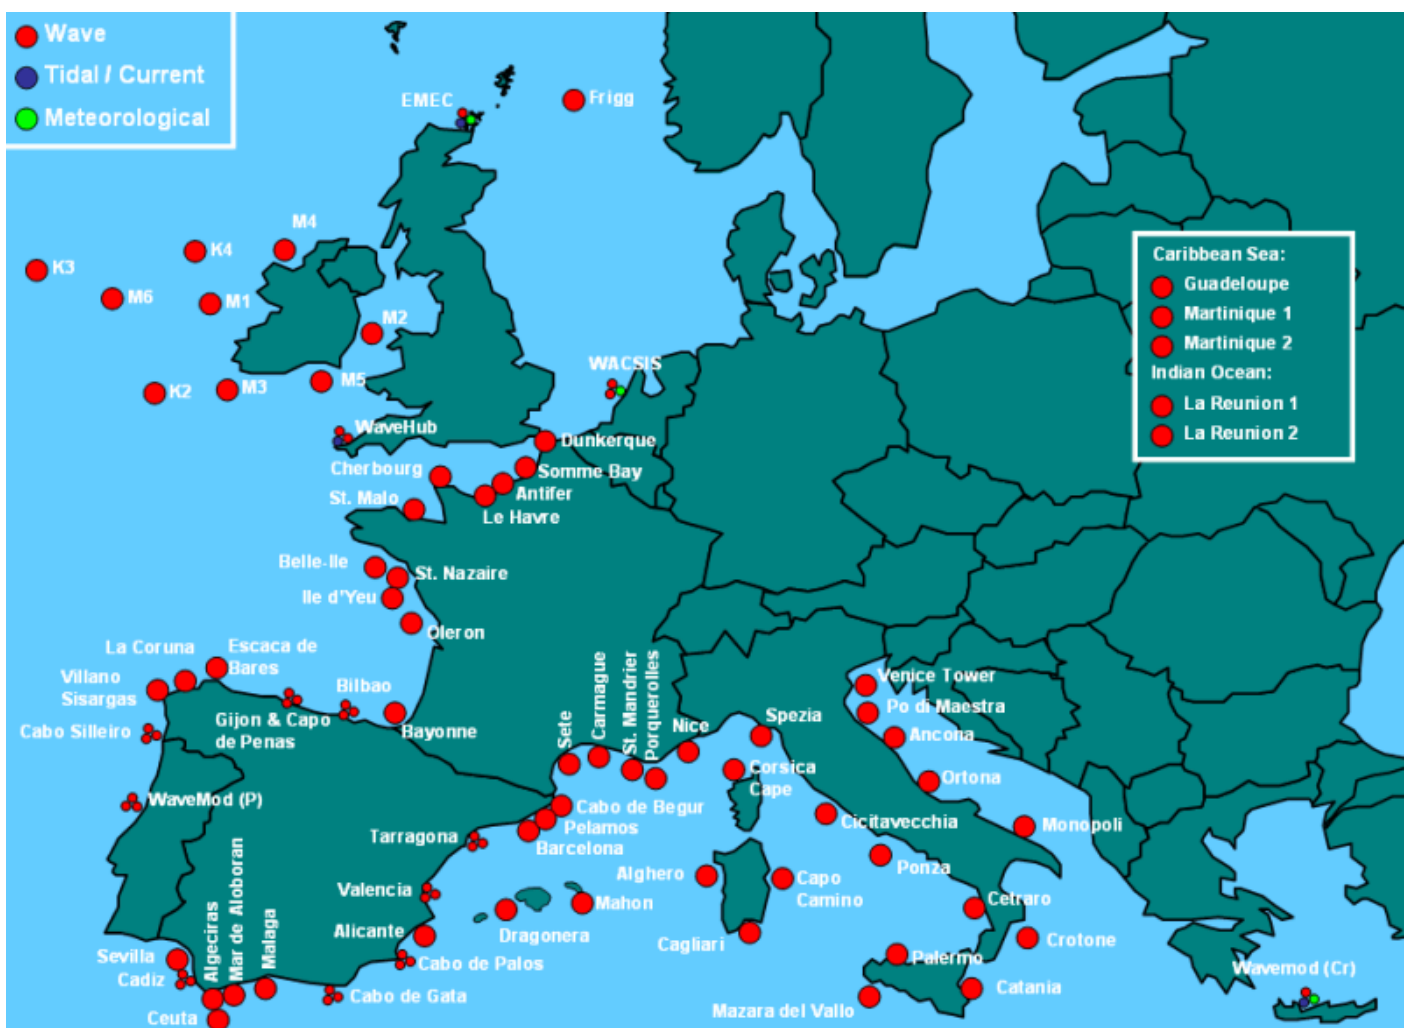 Wave
Tidal / Current
Meteorological
EMEC
Frigg
M4
K4
K3
M6
M1
M2
M5
K2
M3
WACSIS
WaveHub
Caribbean Sea:
Guadeloupe
Martinique 1
Martinique 2
Indian Ocean:
La Reunion 1
La Reunion 2
Dunkerque
Cherbourg
Somme Bay
Antifer
St. Malo
Le Havre
Belle-Ile
St. Nazaire
Ile d'Yeu
Oleron
La Coruna
Escaca de
Bares
Villano
Sisargas
Bilbao
Cabo Silleiro
Gijon & Capo
de Penas
Bayonne
Sete
Carmague
St. Mandrier
Porquerolles
Nice
Spezia
Venice Tower
Po di Maestra
Ancona
Corsica
Cape
Ortona
WaveMod (P)
Cabo de Begur
Pelamos
Barcelona
Tarragona
Cicitavecchia
Monopoli
Ponza
Alghero
Capo
Camino
Valencia
Mahon
Cetraro
Alicante
Dragonera
Cagliari
Crotone
Algeciras
Mar de Aloboran
Malaga
Sevilla
Cadiz
Cabo de Palos
Palermo
Wavemod (Cr)
Catania
Cabo de Gata
Mazara del Vallo
Ceuta